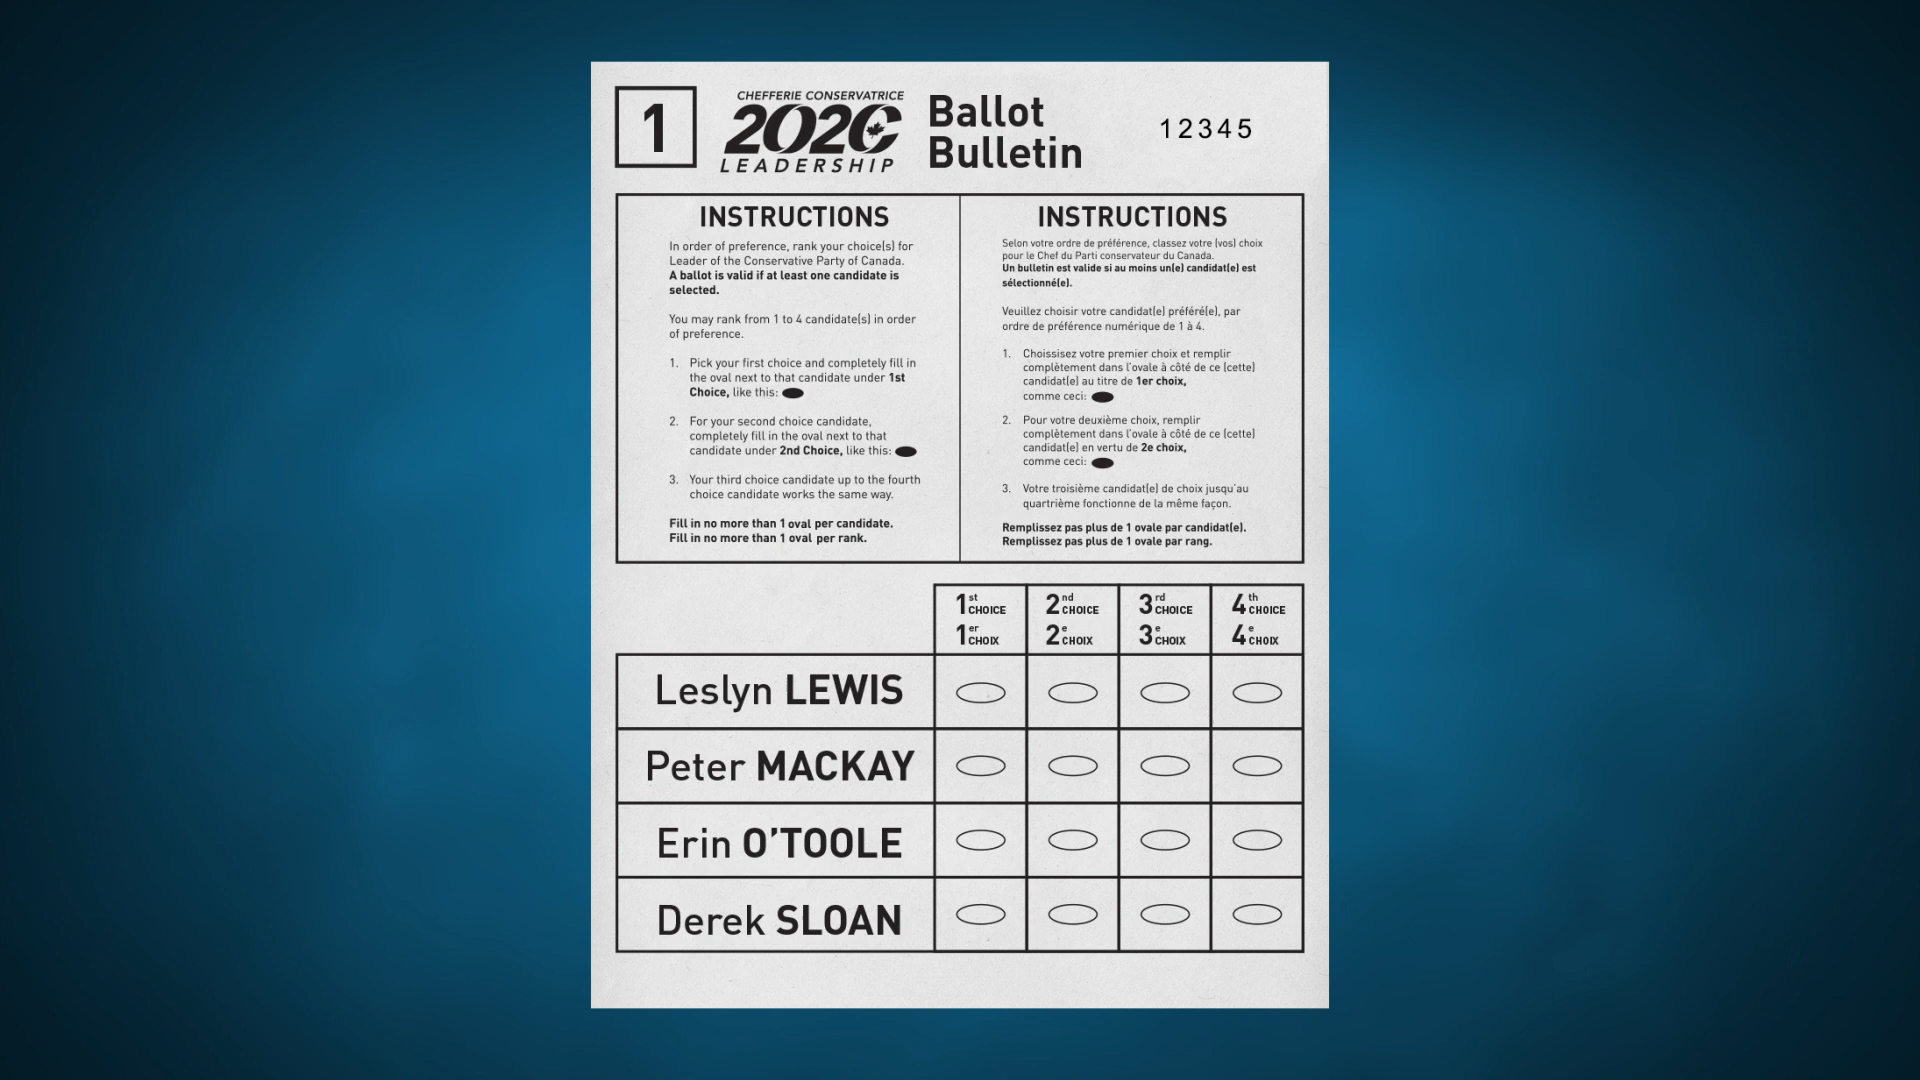 1
CHEFFERIE CONSERVATRICE
2020
LEADERSHIP
Ballot
Bulletin
12345
INSTRUCTIONS
In order of preference, rank your choice(s) for
Leader of the Conservative Party of Canada.
A ballot is valid if at least one candidate is
selected.
You may rank from 1 to 4 candidate(s) in order
of preference.
1. Pick your first choice and completely fill in
the oval next to that candidate under 1st
Choice, like this:
2. For your second choice candidate,
completely fill in the oval next to that
candidate under 2nd Choice, like this:
3. Your third choice candidate up to the fourth
choice candidate works the same way.
Fill in no more than 1 oval per candidate.
Fill in no more than 1 oval per rank.
INSTRUCTIONS
Selon votre ordre de préférence, classez votre (vos) choix
pour le Chef du Parti conservateur du Canada.
Un bulletin est valide si au moins un(e) candidat(e) est
sélectionné(e).
Veuillez choisir votre candidat(e) préféré(e), par
ordre de préférence numérique de 1 à 4.
1. Choissisez votre premier choix et remplir
complètement dans l'ovale à côté de ce (cette)
candidat(e) au titre de 1er choix,
comme ceci:
2. Pour votre deuxième choix, remplir
complètement dans l'ovale à côté de ce (cette)
candidat(e) en vertu de 2e choix,
comme ceci:
3. Votre troisième candidat(e) de choix jusqu'au
quartrième fonctionne de la même façon.
Remplissez pas plus de 1 ovale par candidat(e).
Remplissez pas plus de 1 ovale par rang.
1st CHOICE 2nd CHOICE 3rd CHOICE 4th CHOICE
1er CHOIX 2e CHOIX 3e CHOIX 4e CHOIX
Leslyn LEWIS
Peter MACKAY
Erin O'TOOLE
Derek SLOAN